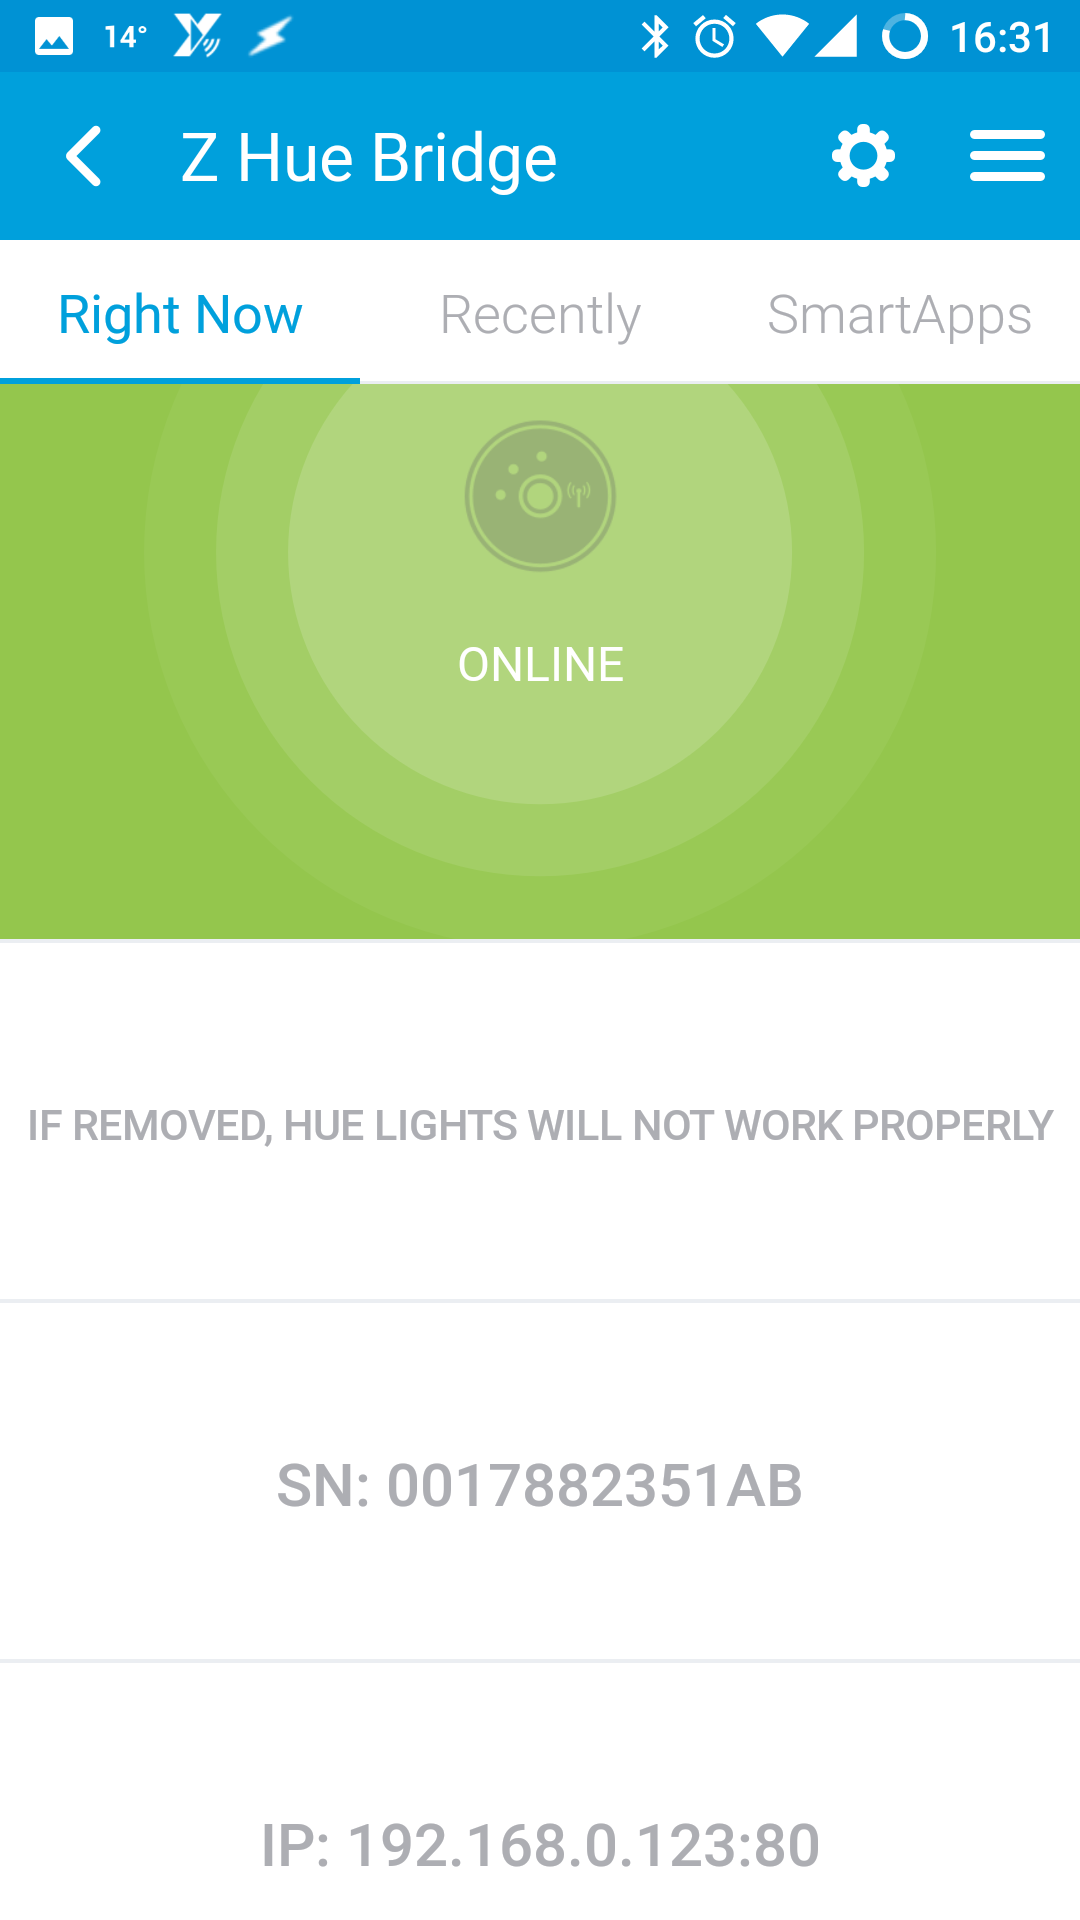 14° 16:31
Z Hue Bridge
Right Now Recently SmartApps
ONLINE
IF REMOVED, HUE LIGHTS WILL NOT WORK PROPERLY
SN: 0017882351AB
IP: 192.168.0.123:80